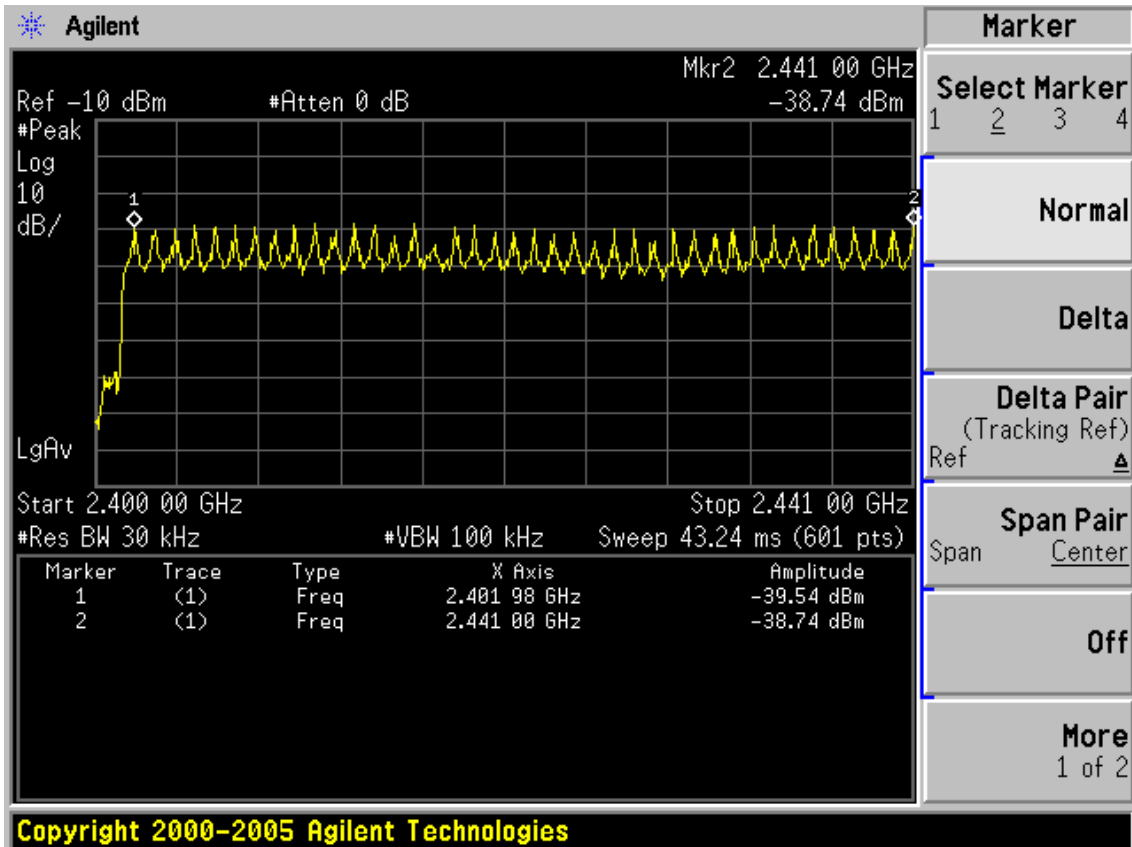 Agilent
Mkr2 2.441 00 GHz
Ref -10 dBm #Atten 0 dB -38.74 dBm
#Peak
Log
10
dB/
1
2
LgAv
Start 2.400 00 GHz Stop 2.441 00 GHz
#Res BW 30 kHz #VBW 100 kHz Sweep 43.24 ms (601 pts)
Marker Trace Type X Axis Amplitude
1 (1) Freq 2.401 98 GHz -39.54 dBm
2 (1) Freq 2.441 00 GHz -38.74 dBm
Marker
Select Marker
1 2 3 4
Normal
Delta
Delta Pair
(Tracking Ref)
Ref Δ
Span Pair
Span Center
Off
More
1 of 2
Copyright 2000-2005 Agilent Technologies